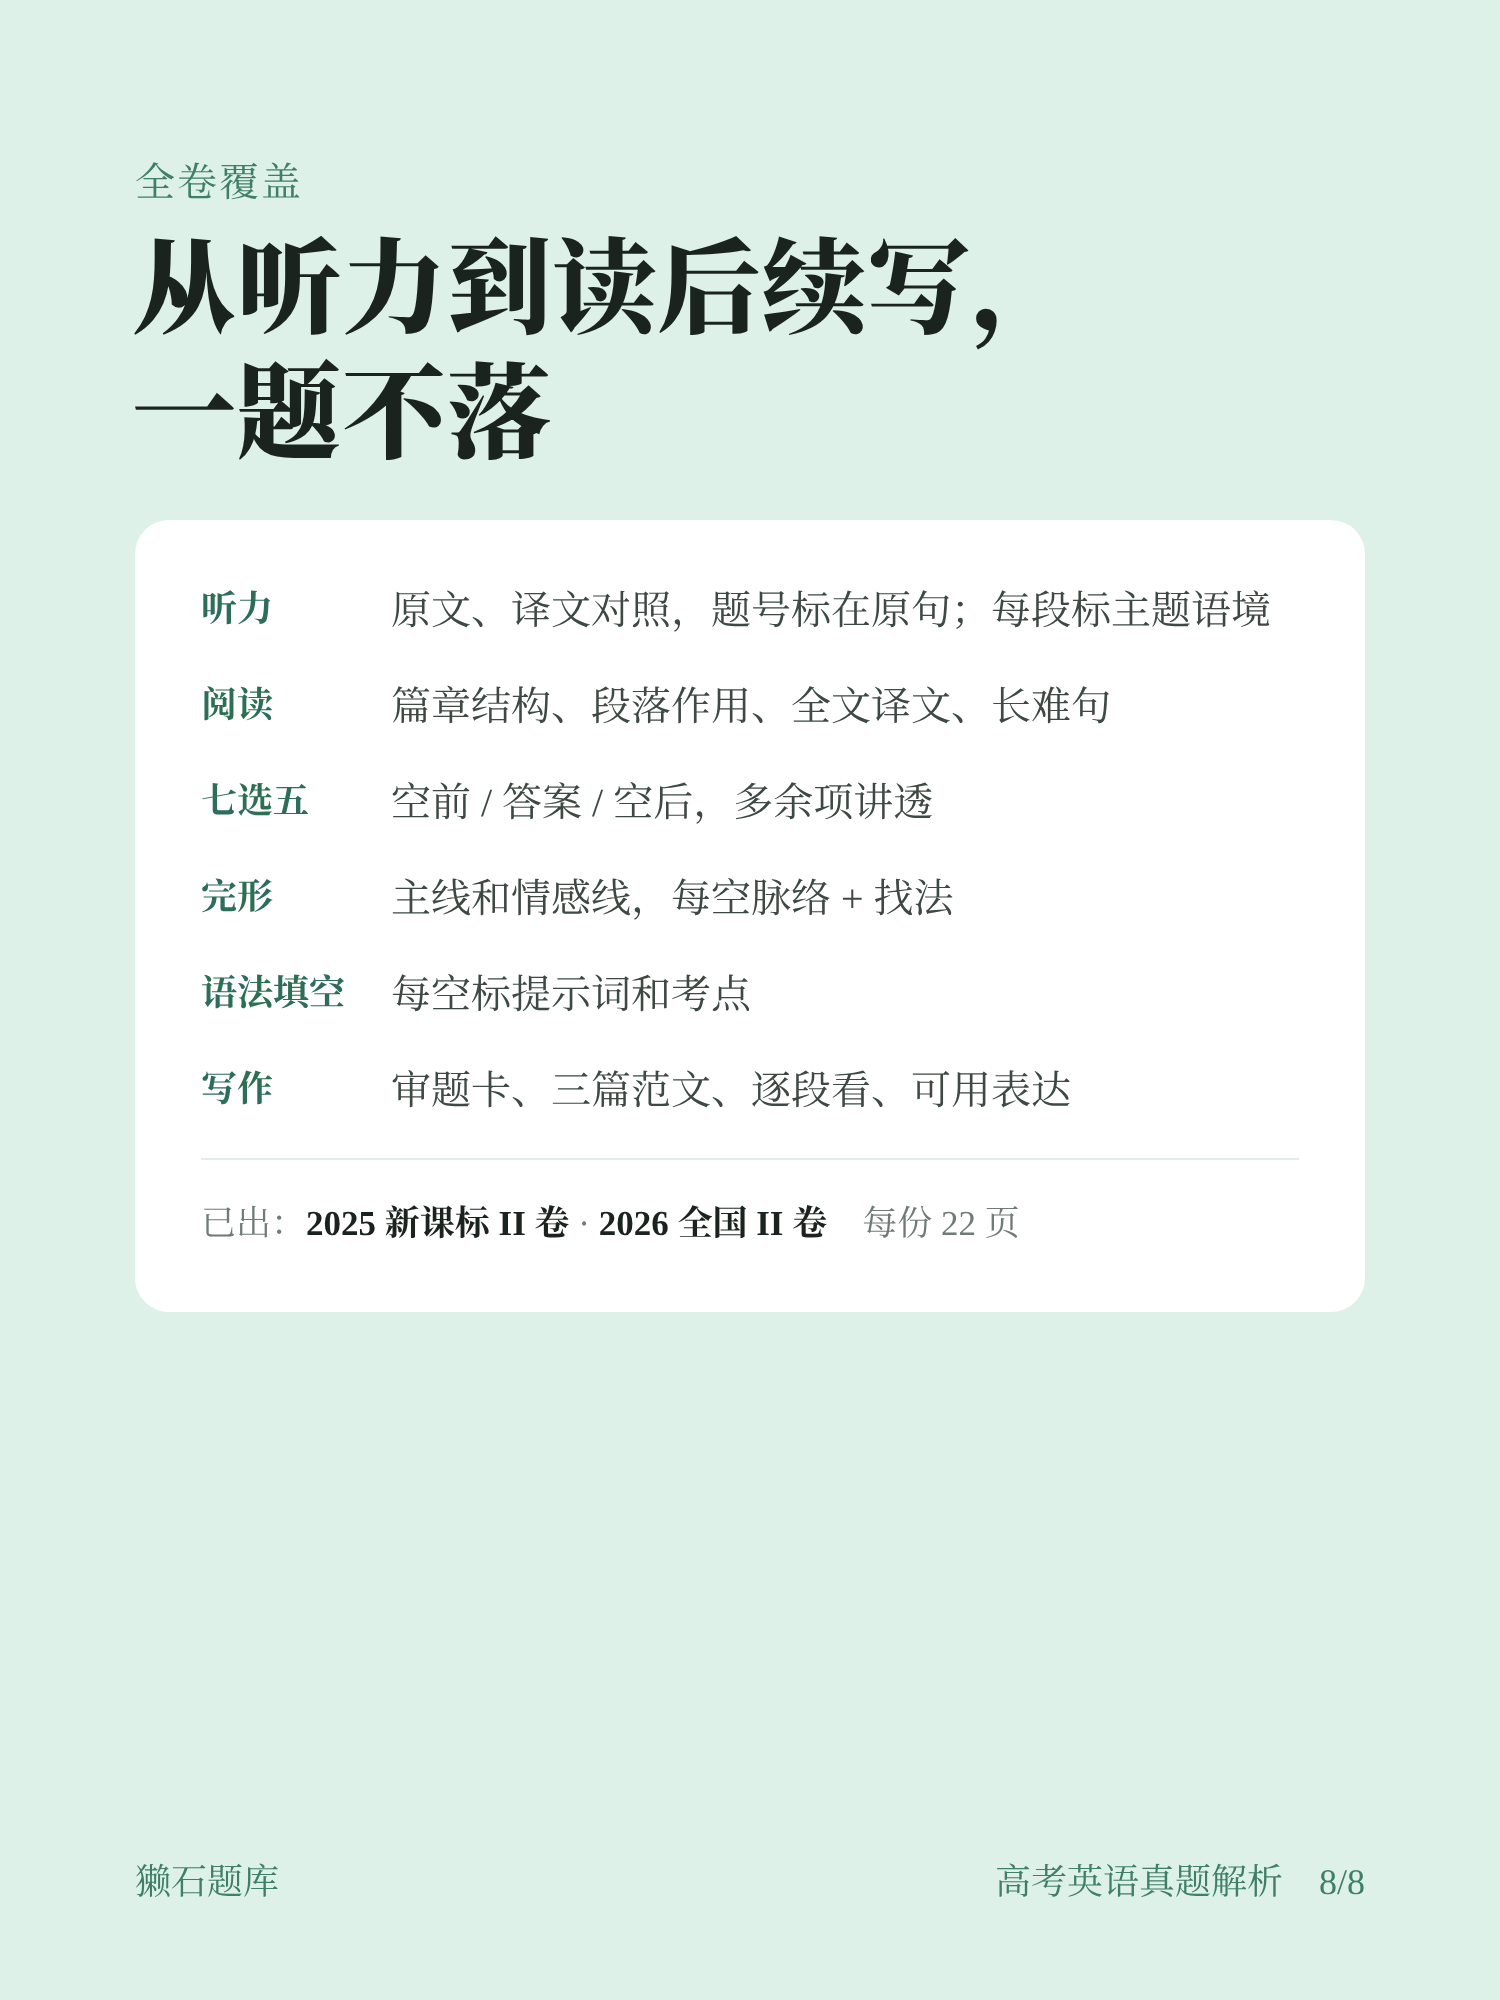 全卷覆盖
从听力到读后续写，
一题不落
听力 原文、译文对照，题号标在原句；每段标主题语境
阅读 篇章结构、段落作用、全文译文、长难句
七选五 空前 / 答案 / 空后，多余项讲透
完形 主线和情感线，每空脉络 + 找法
语法填空 每空标提示词和考点
写作 审题卡、三篇范文、逐段看、可用表达
已出：2025 新课标 II 卷 · 2026 全国 II 卷 每份 22 页
獭石题库 高考英语真题解析 8/8